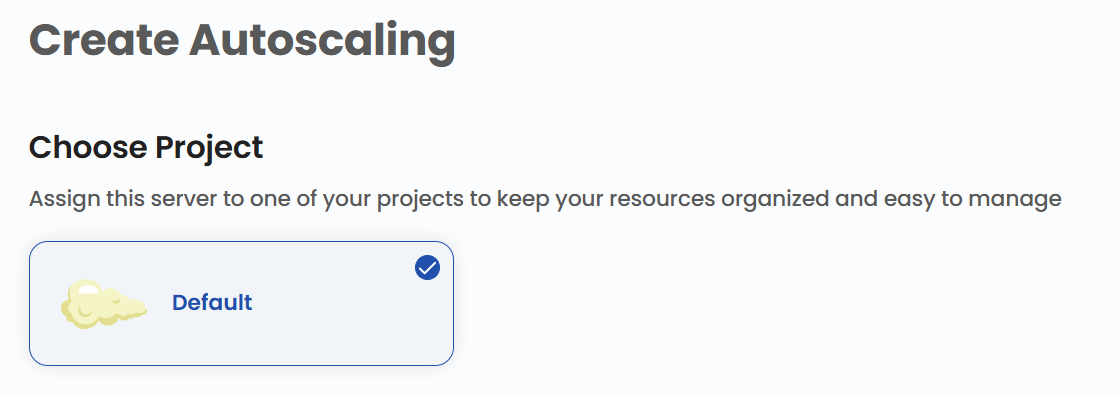 Create Autoscaling
Choose Project
Assign this server to one of your projects to keep your resources organized and easy to manage
Default